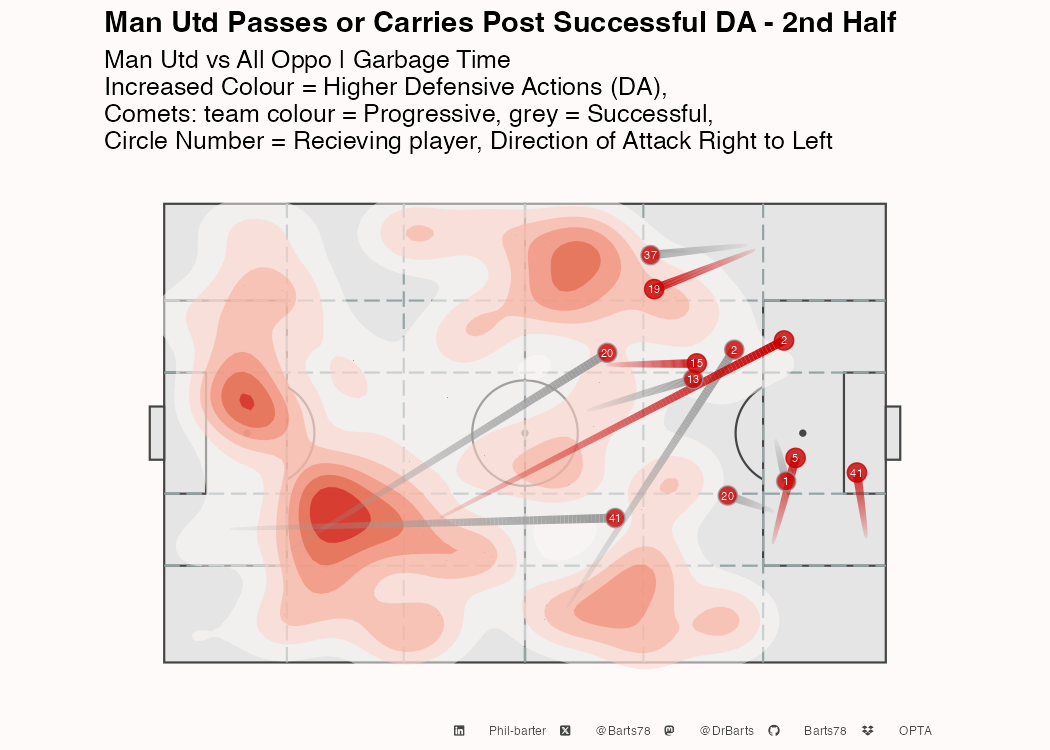 Man Utd Passes or Carries Post Successful DA - 2nd Half
Man Utd vs All Oppo | Garbage Time
Increased Colour = Higher Defensive Actions (DA),
Comets: team colour = Progressive, grey = Successful,
Circle Number = Recieving player, Direction of Attack Right to Left
37
19
2
20
2
15
13
5
41
1
20
41
Phil-barter @Barts78 @DrBarts Barts78 OPTA